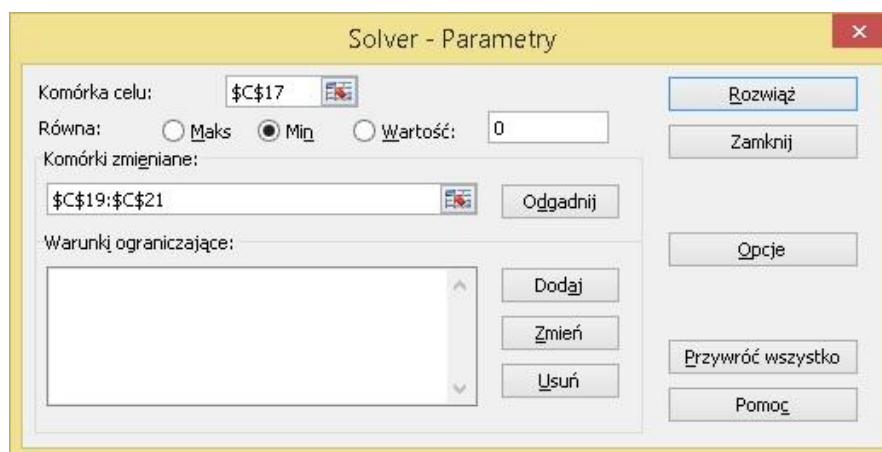 Solver - Parametry
Komórka celu: $C$17
Rozwiąż
Równa: Maks Min Wartość: 0
Zamknij
Komórki zmieniane:
$C$19:$C$21 Odgadnij
Warunki ograniczające:
Opcje
Dodaj
Zmień
Przywróć wszystko
Usuń
Pomoc